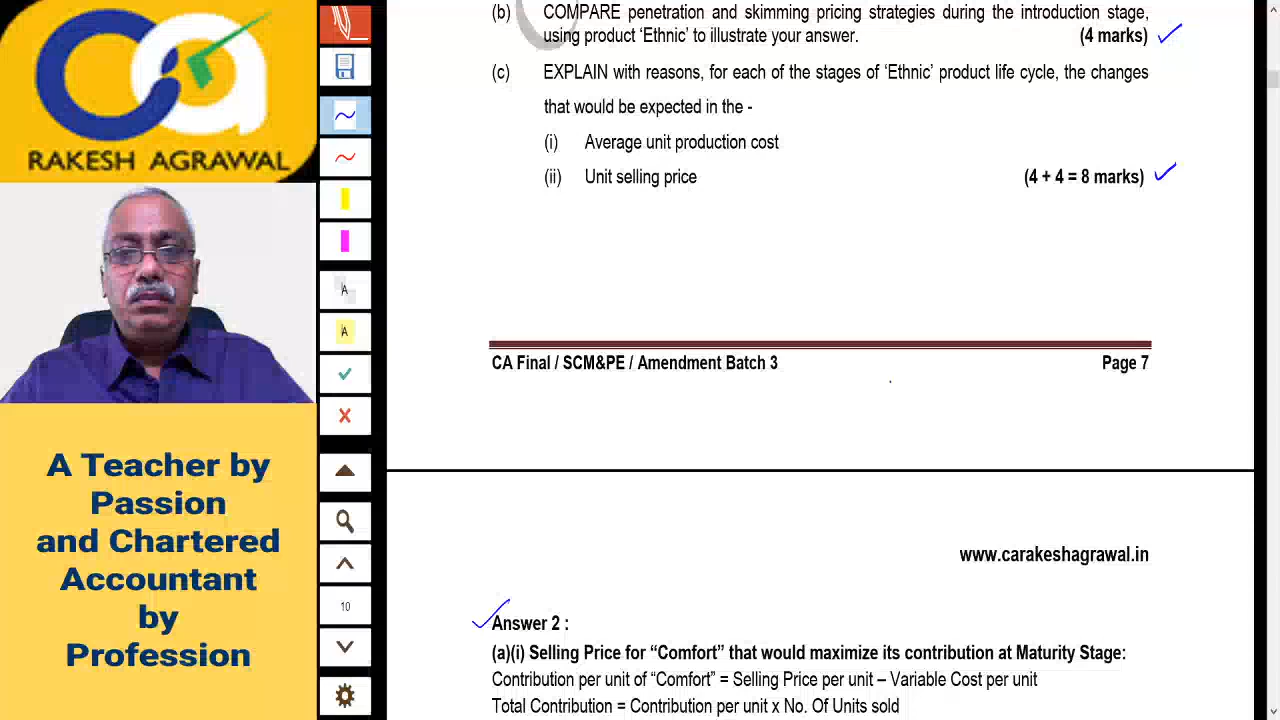 RAKESH AGRAWAL
A Teacher by
Passion
and Chartered
Accountant
by
Profession
A
A
10
(b) COMPARE penetration and skimming pricing strategies during the introduction stage,
using product ‘Ethnic’ to illustrate your answer. (4 marks)
(c) EXPLAIN with reasons, for each of the stages of ‘Ethnic’ product life cycle, the changes
that would be expected in the -
(i) Average unit production cost
(ii) Unit selling price (4 + 4 = 8 marks)
CA Final / SCM&PE / Amendment Batch 3 Page 7
www.carakeshagrawal.in
Answer 2 :
(a)(i) Selling Price for “Comfort” that would maximize its contribution at Maturity Stage:
Contribution per unit of “Comfort” = Selling Price per unit – Variable Cost per unit
Total Contribution = Contribution per unit x No. Of Units sold